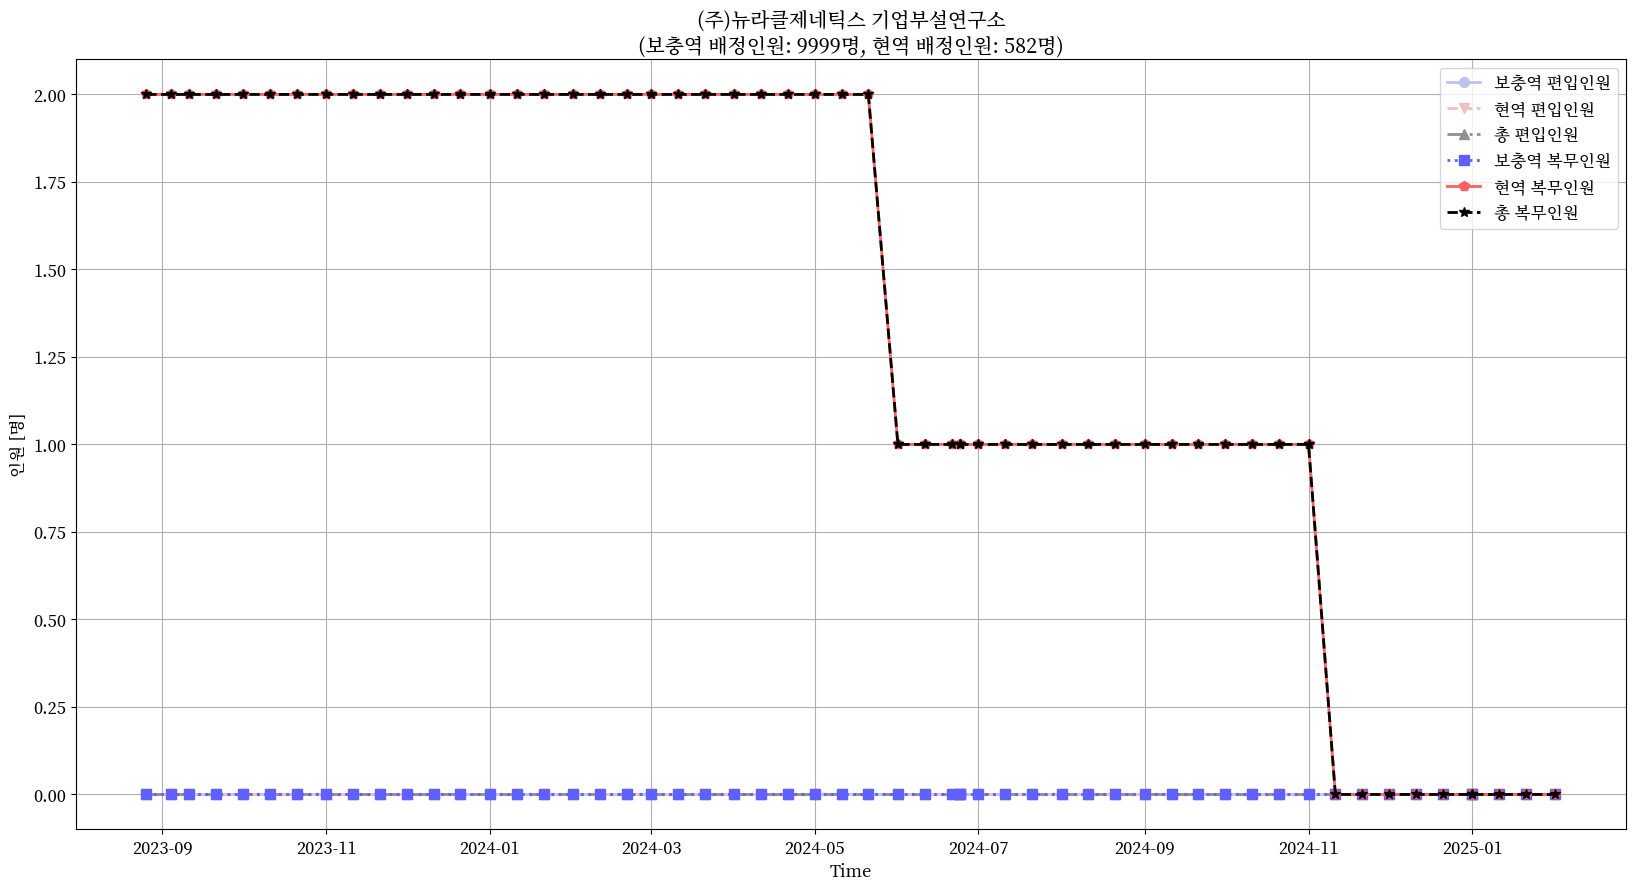 (주)뉴라클제네틱스 기업부설연구소
(보충역 배정인원: 9999명, 현역 배정인원: 582명)
보충역 편입인원
현역 편입인원
총 편입인원
보충역 복무인원
현역 복무인원
총 복무인원
인원 [명]
2.00
1.75
1.50
1.25
1.00
0.75
0.50
0.25
0.00
2023-09
2023-11
2024-01
2024-03
2024-05
2024-07
2024-09
2024-11
2025-01
Time